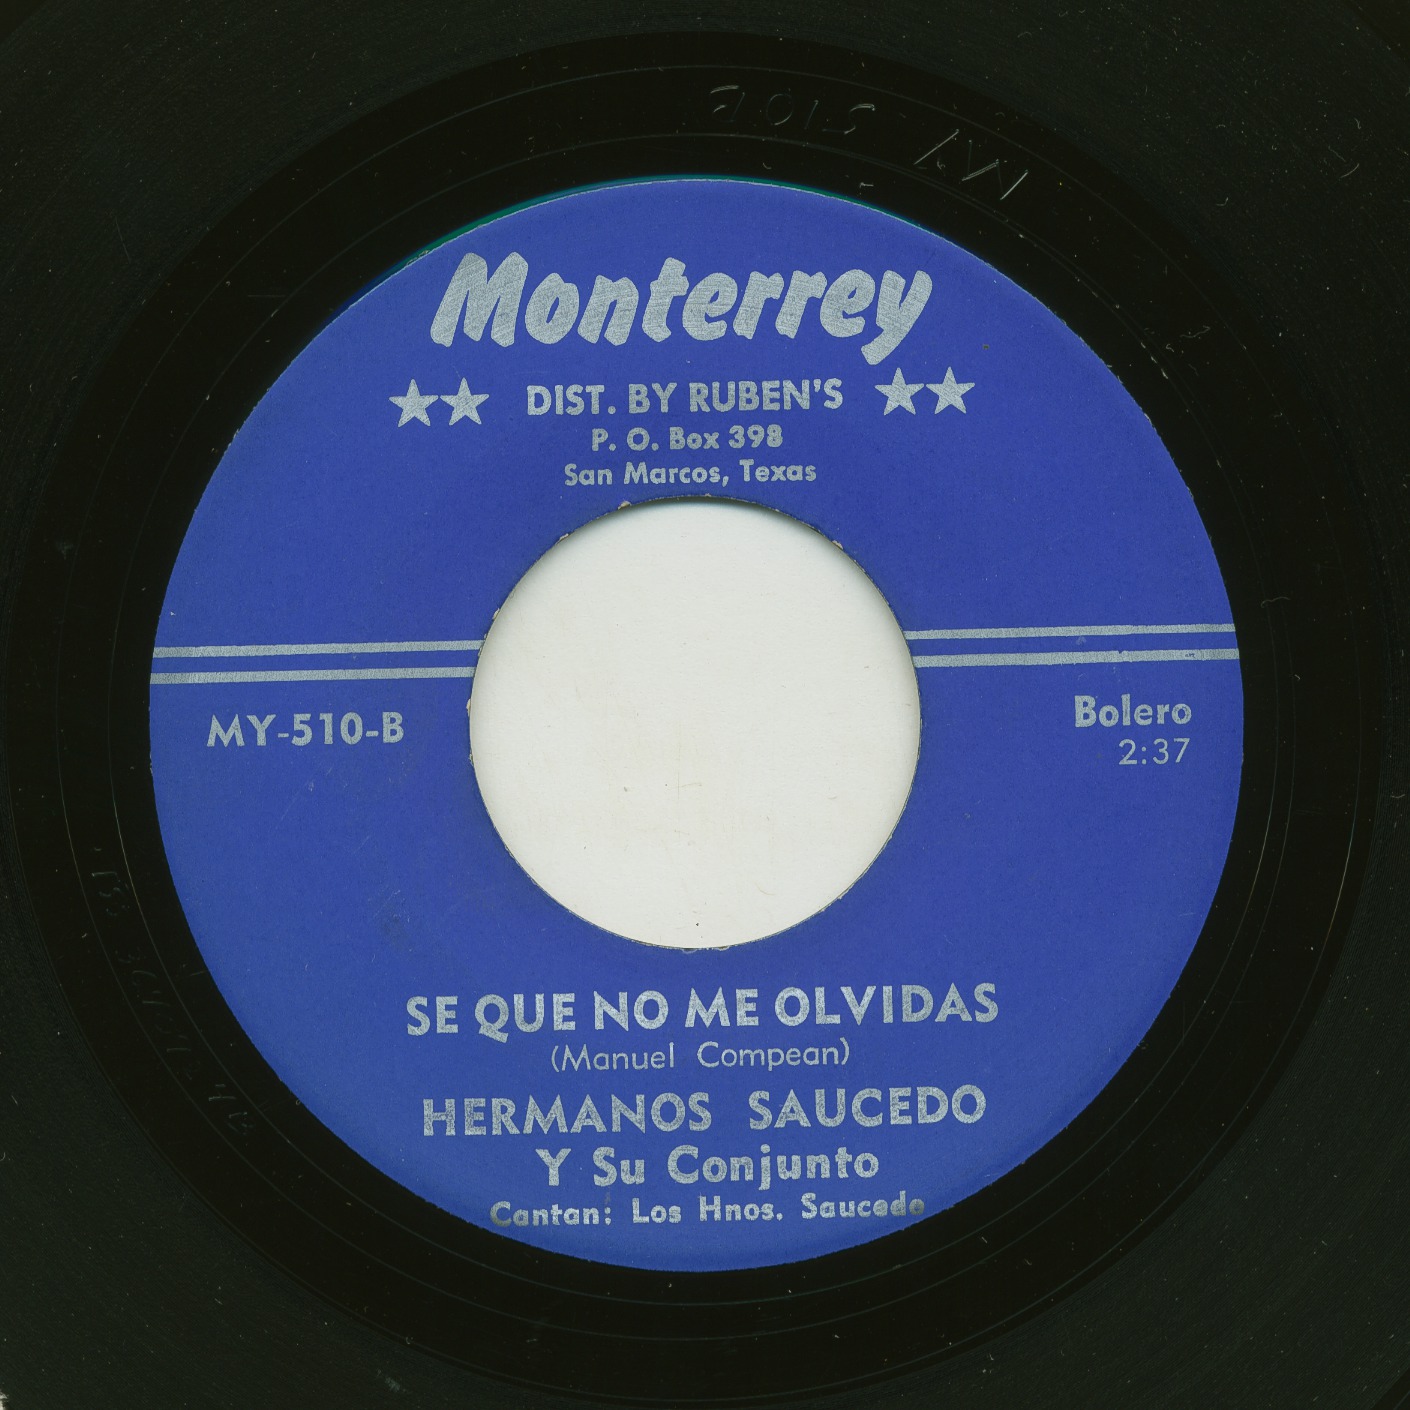 Monterrey
DIST. BY RUBEN'S
P. O. Box 398
San Marcos, Texas
MY-510-B
Bolero
2:37
SE QUE NO ME OLVIDAS
(Manuel Compean)
HERMANOS SAUCEDO
Y Su Conjunto
Cantan: Los Hnos. Saucedo